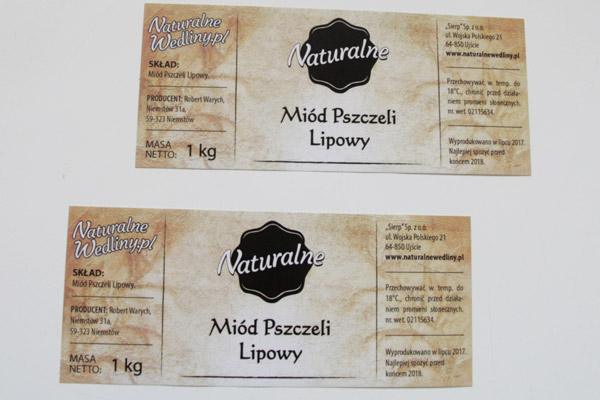 Naturalne
Wedliny.pl
SKŁAD:
Miód Pszczeli Lipowy,
PRODUCENT: Robert Warych,
Niemstów 31a,
59-323 Niemstów
MASA
NETTO: 1 kg
Naturalne
Miód Pszczeli
Lipowy
„Sierp" Sp. z o.o.
ul. Wojska Polskiego 21
64-850 Ujście
www.naturalnewedliny.pl
Przechowywać w temp. do
18°C, chronić przed działa-
niem promieni słonecznych.
nr. wet. 02115634.
Wyprodukowano w lipcu 2017.
Najlepiej spożyć przed
końcem 2018.
Naturalne
Wedliny.pl
SKŁAD:
Miód Pszczeli Lipowy,
PRODUCENT: Robert Warych,
Niemstów 31a,
59-323 Niemstów
MASA
NETTO: 1 kg
Naturalne
Miód Pszczeli
Lipowy
„Sierp" Sp. z o.o.
ul. Wojska Polskiego 21
64-850 Ujście
www.naturalnewedliny.pl
Przechowywać w temp. do
18°C, chronić przed działa-
niem promieni słonecznych.
nr. wet. 02115634.
Wyprodukowano w lipcu 2017.
Najlepiej spożyć przed
końcem 2018.